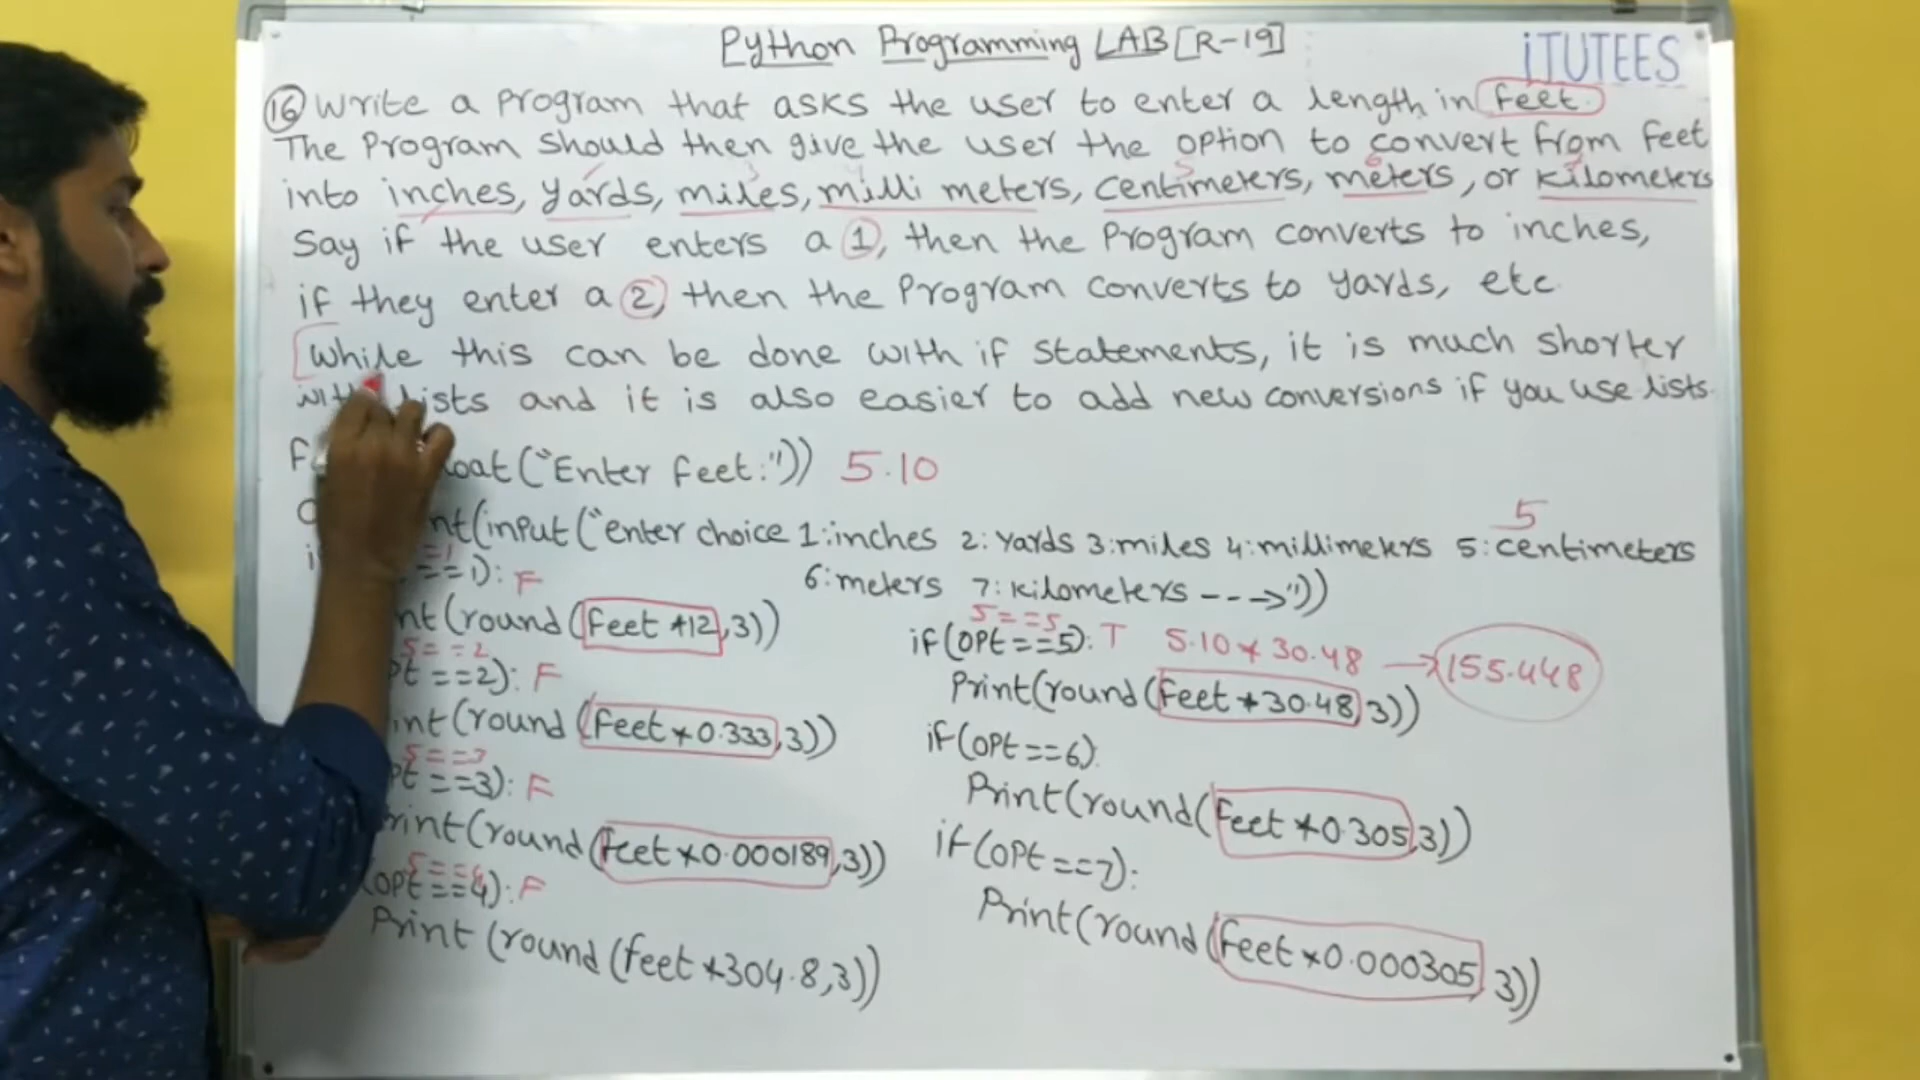 Python Programming LAB [R-19]
iTUTEES
16 Write a program that asks the user to enter a length in feet.
The Program should then give the user the option to convert from feet
into inches, yards, miles, milli meters, centimeters, meters, or kilometers
Say if the user enters a 1, then the Program converts to inches,
if they enter a 2, then the Program converts to yards, etc
While this can be done with if statements, it is much shorter
with lists and it is also easier to add new conversions if you use lists.
("Enter feet:")) 5.10
(input("enter choice 1:inches 2:yards 3:miles 4:millimeters 5:centimeters
5
6:meters 7:kilometers --->"))
==1): F
(round(feet *12,3))
5==2
==2): F
(round(feet*0.333,3))
5==3
==3): F
(round(feet*0.000189,3))
(opt==4): F
Print(round(feet*304.8,3))
5==5
if(opt==5): T 5.10*30.48 → 155.448
Print(round(feet*30.48,3))
if(opt==6):
Print(round(feet*0.305,3))
if(opt==7):
Print(round(feet*0.000305,3))